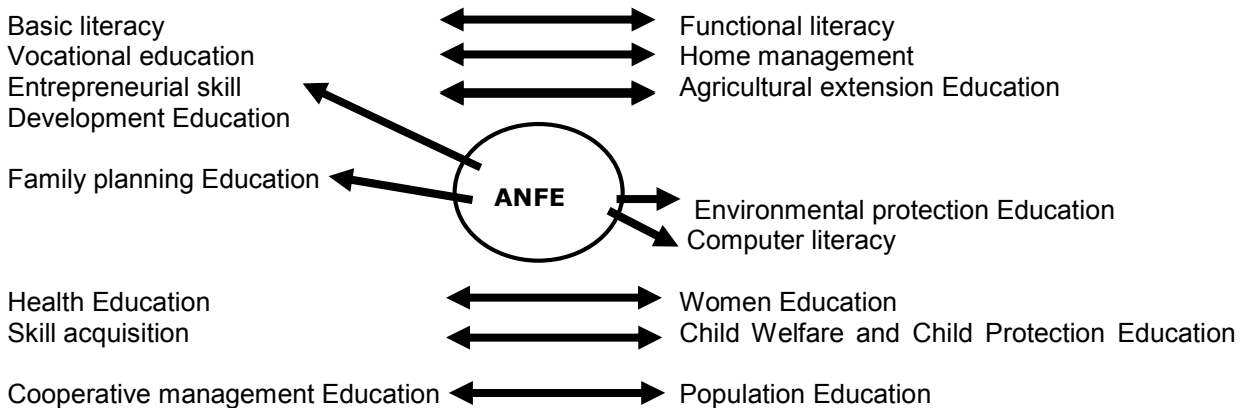 Basic literacy
Functional literacy
Vocational education
Home management
Entrepreneurial skill
Agricultural extension Education
Development Education
Family planning Education
ANFE
Environmental protection Education
Computer literacy
Health Education
Women Education
Skill acquisition
Child Welfare and Child Protection Education
Cooperative management Education
Population Education